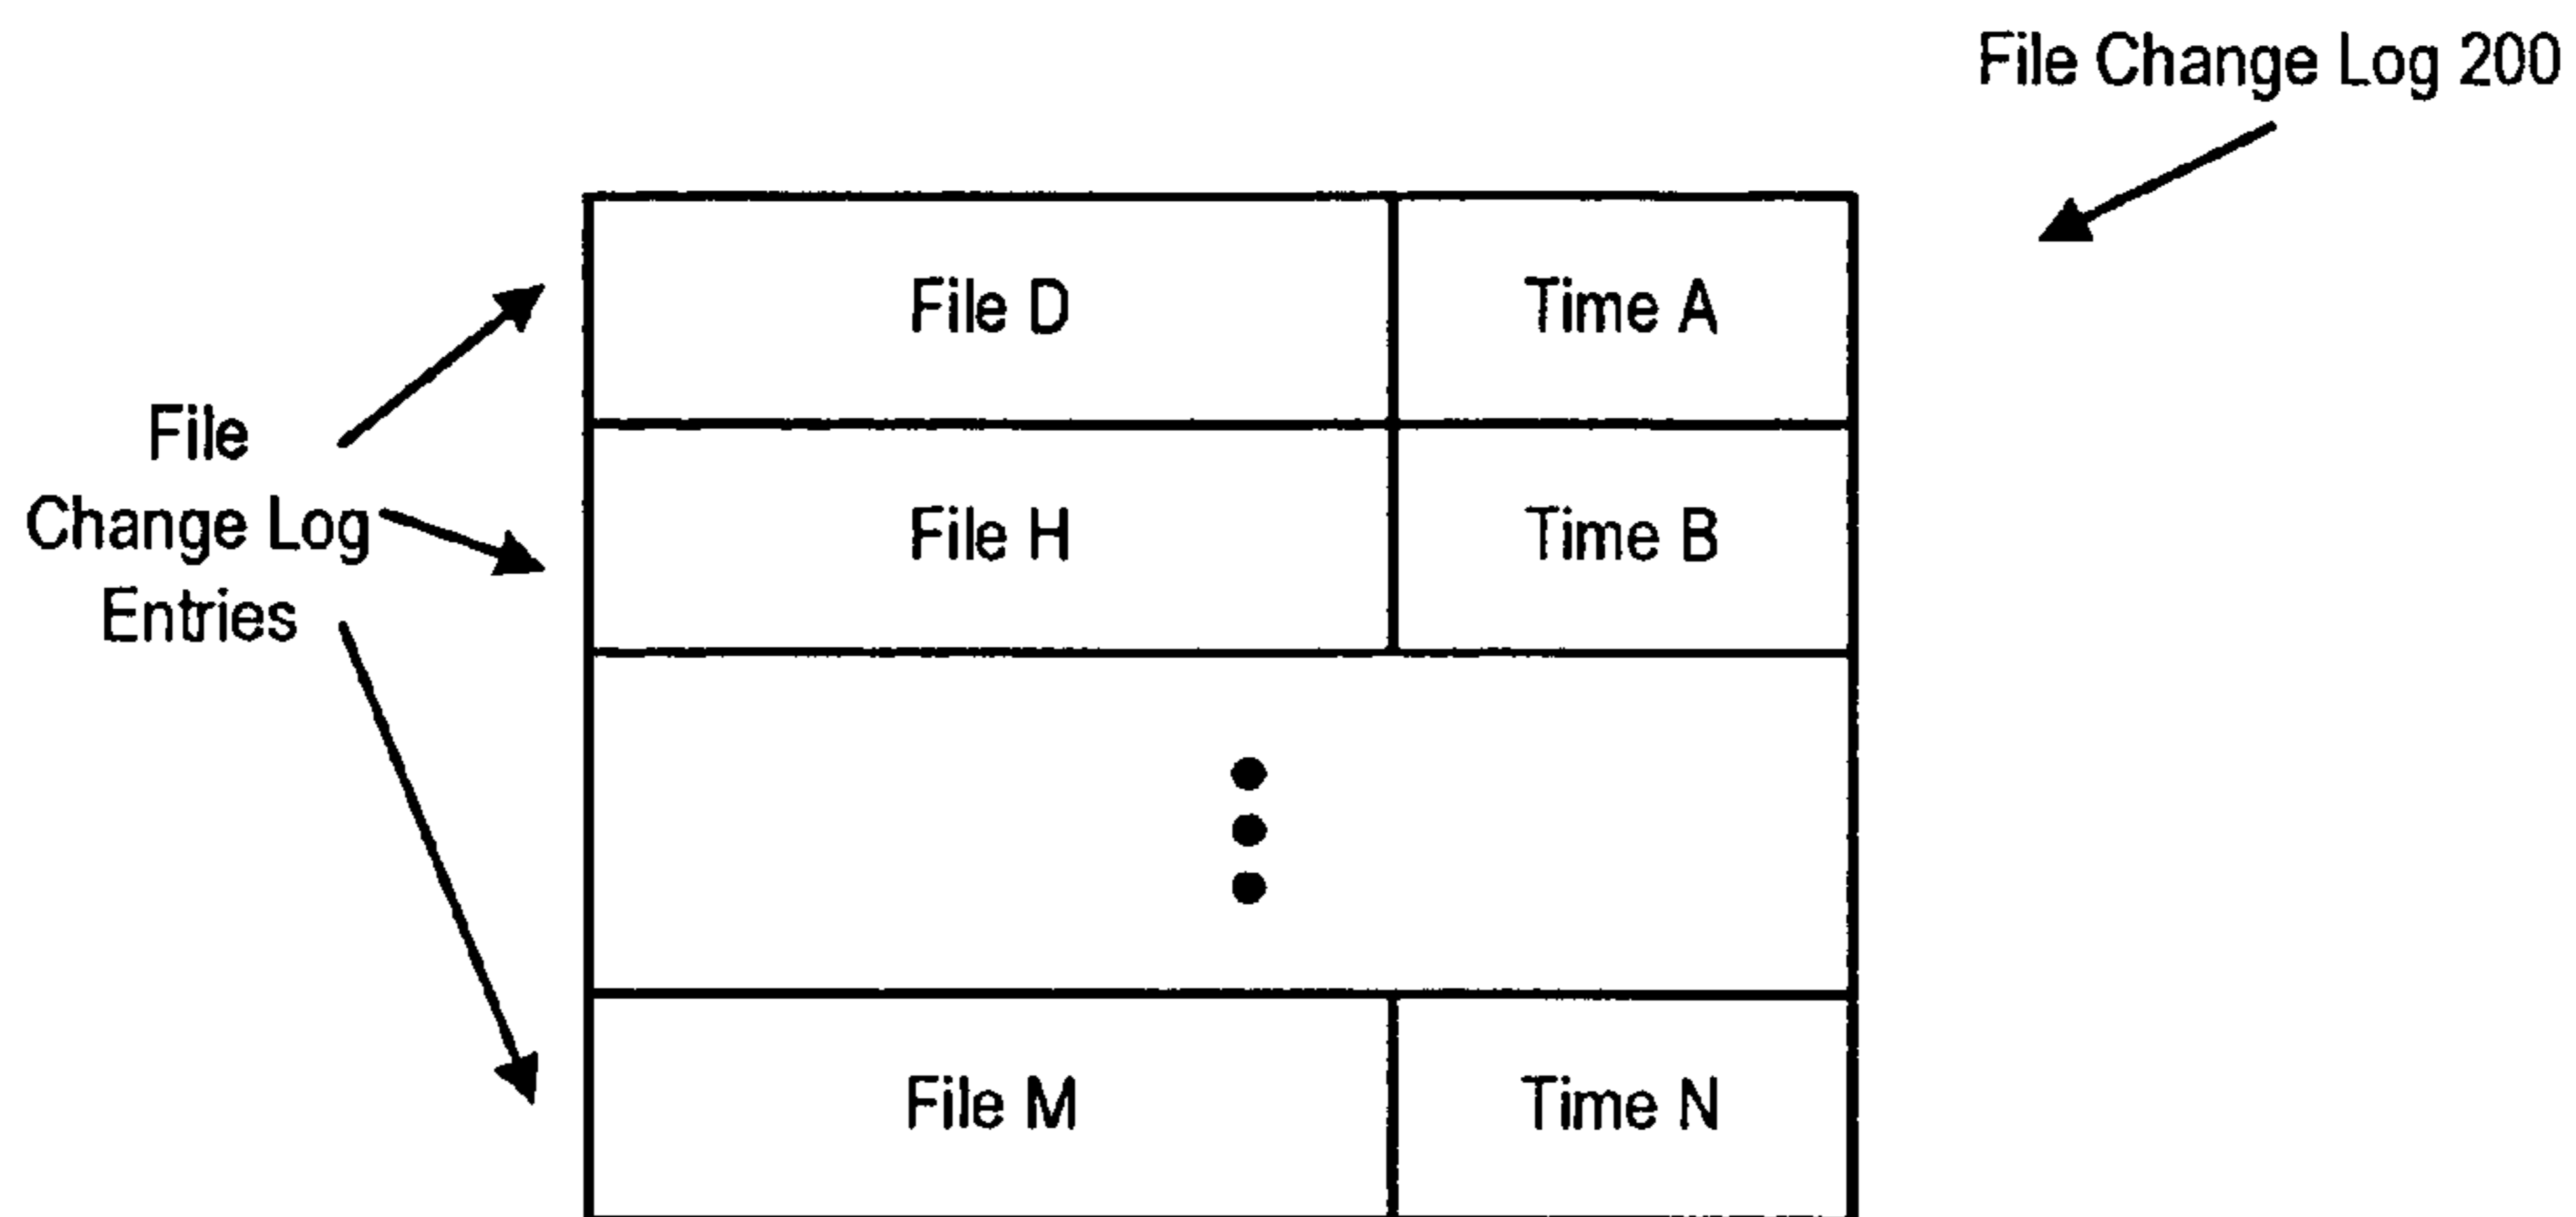 File Change Log 200
File D
Time A
File
Change Log
Entries
File H
Time B
File M
Time N